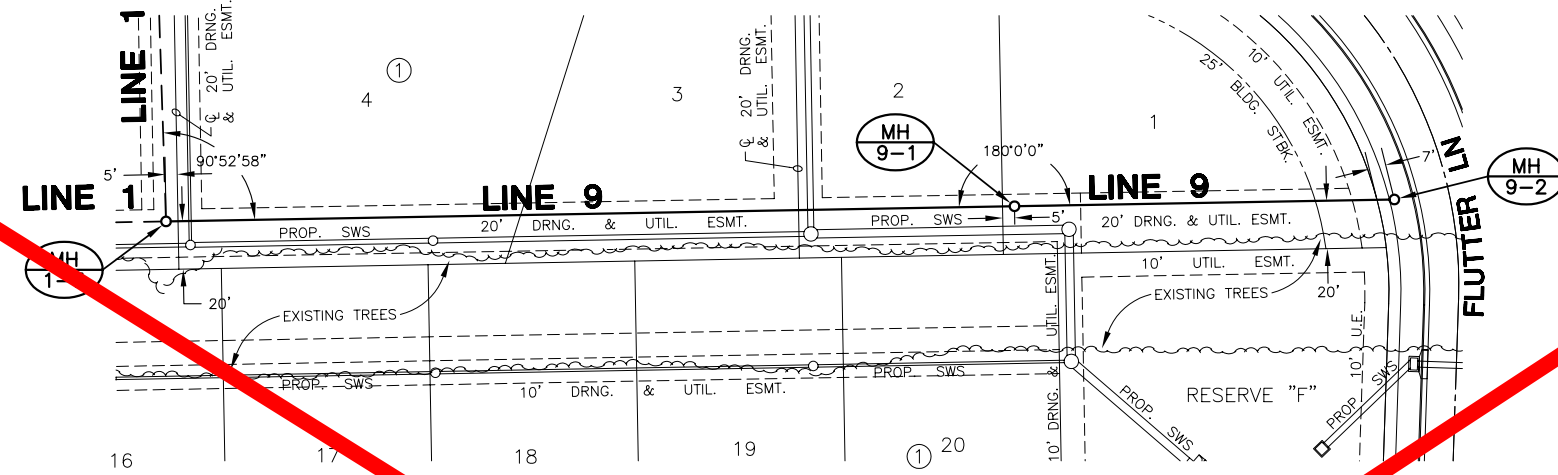 LINE 1
℄ 20' DRNG.
& UTIL. ESMT.
1
4
3
℄ 20' DRNG.
& UTIL. ESMT.
2
1
25' BLDG. STBK.
10' UTIL. ESMT.
MH
9-1
180°0'0"
90°52'58"
5'
7'
FLUTTER LN
MH
9-2
LINE 1
LINE 9
LINE 9
PROP. SWS
20' DRNG. & UTIL. ESMT.
PROP. SWS
5'
20' DRNG. & UTIL. ESMT.
MH
1-
10' UTIL. ESMT.
20'
20'
EXISTING TREES
EXISTING TREES
10' DRNG. & UTIL. ESMT.
10' U.E.
PROP. SWS
10' DRNG. & UTIL. ESMT.
PROP. SWS
PROP. SWS
RESERVE "F"
PROP SWS
16
17
18
19
1
20